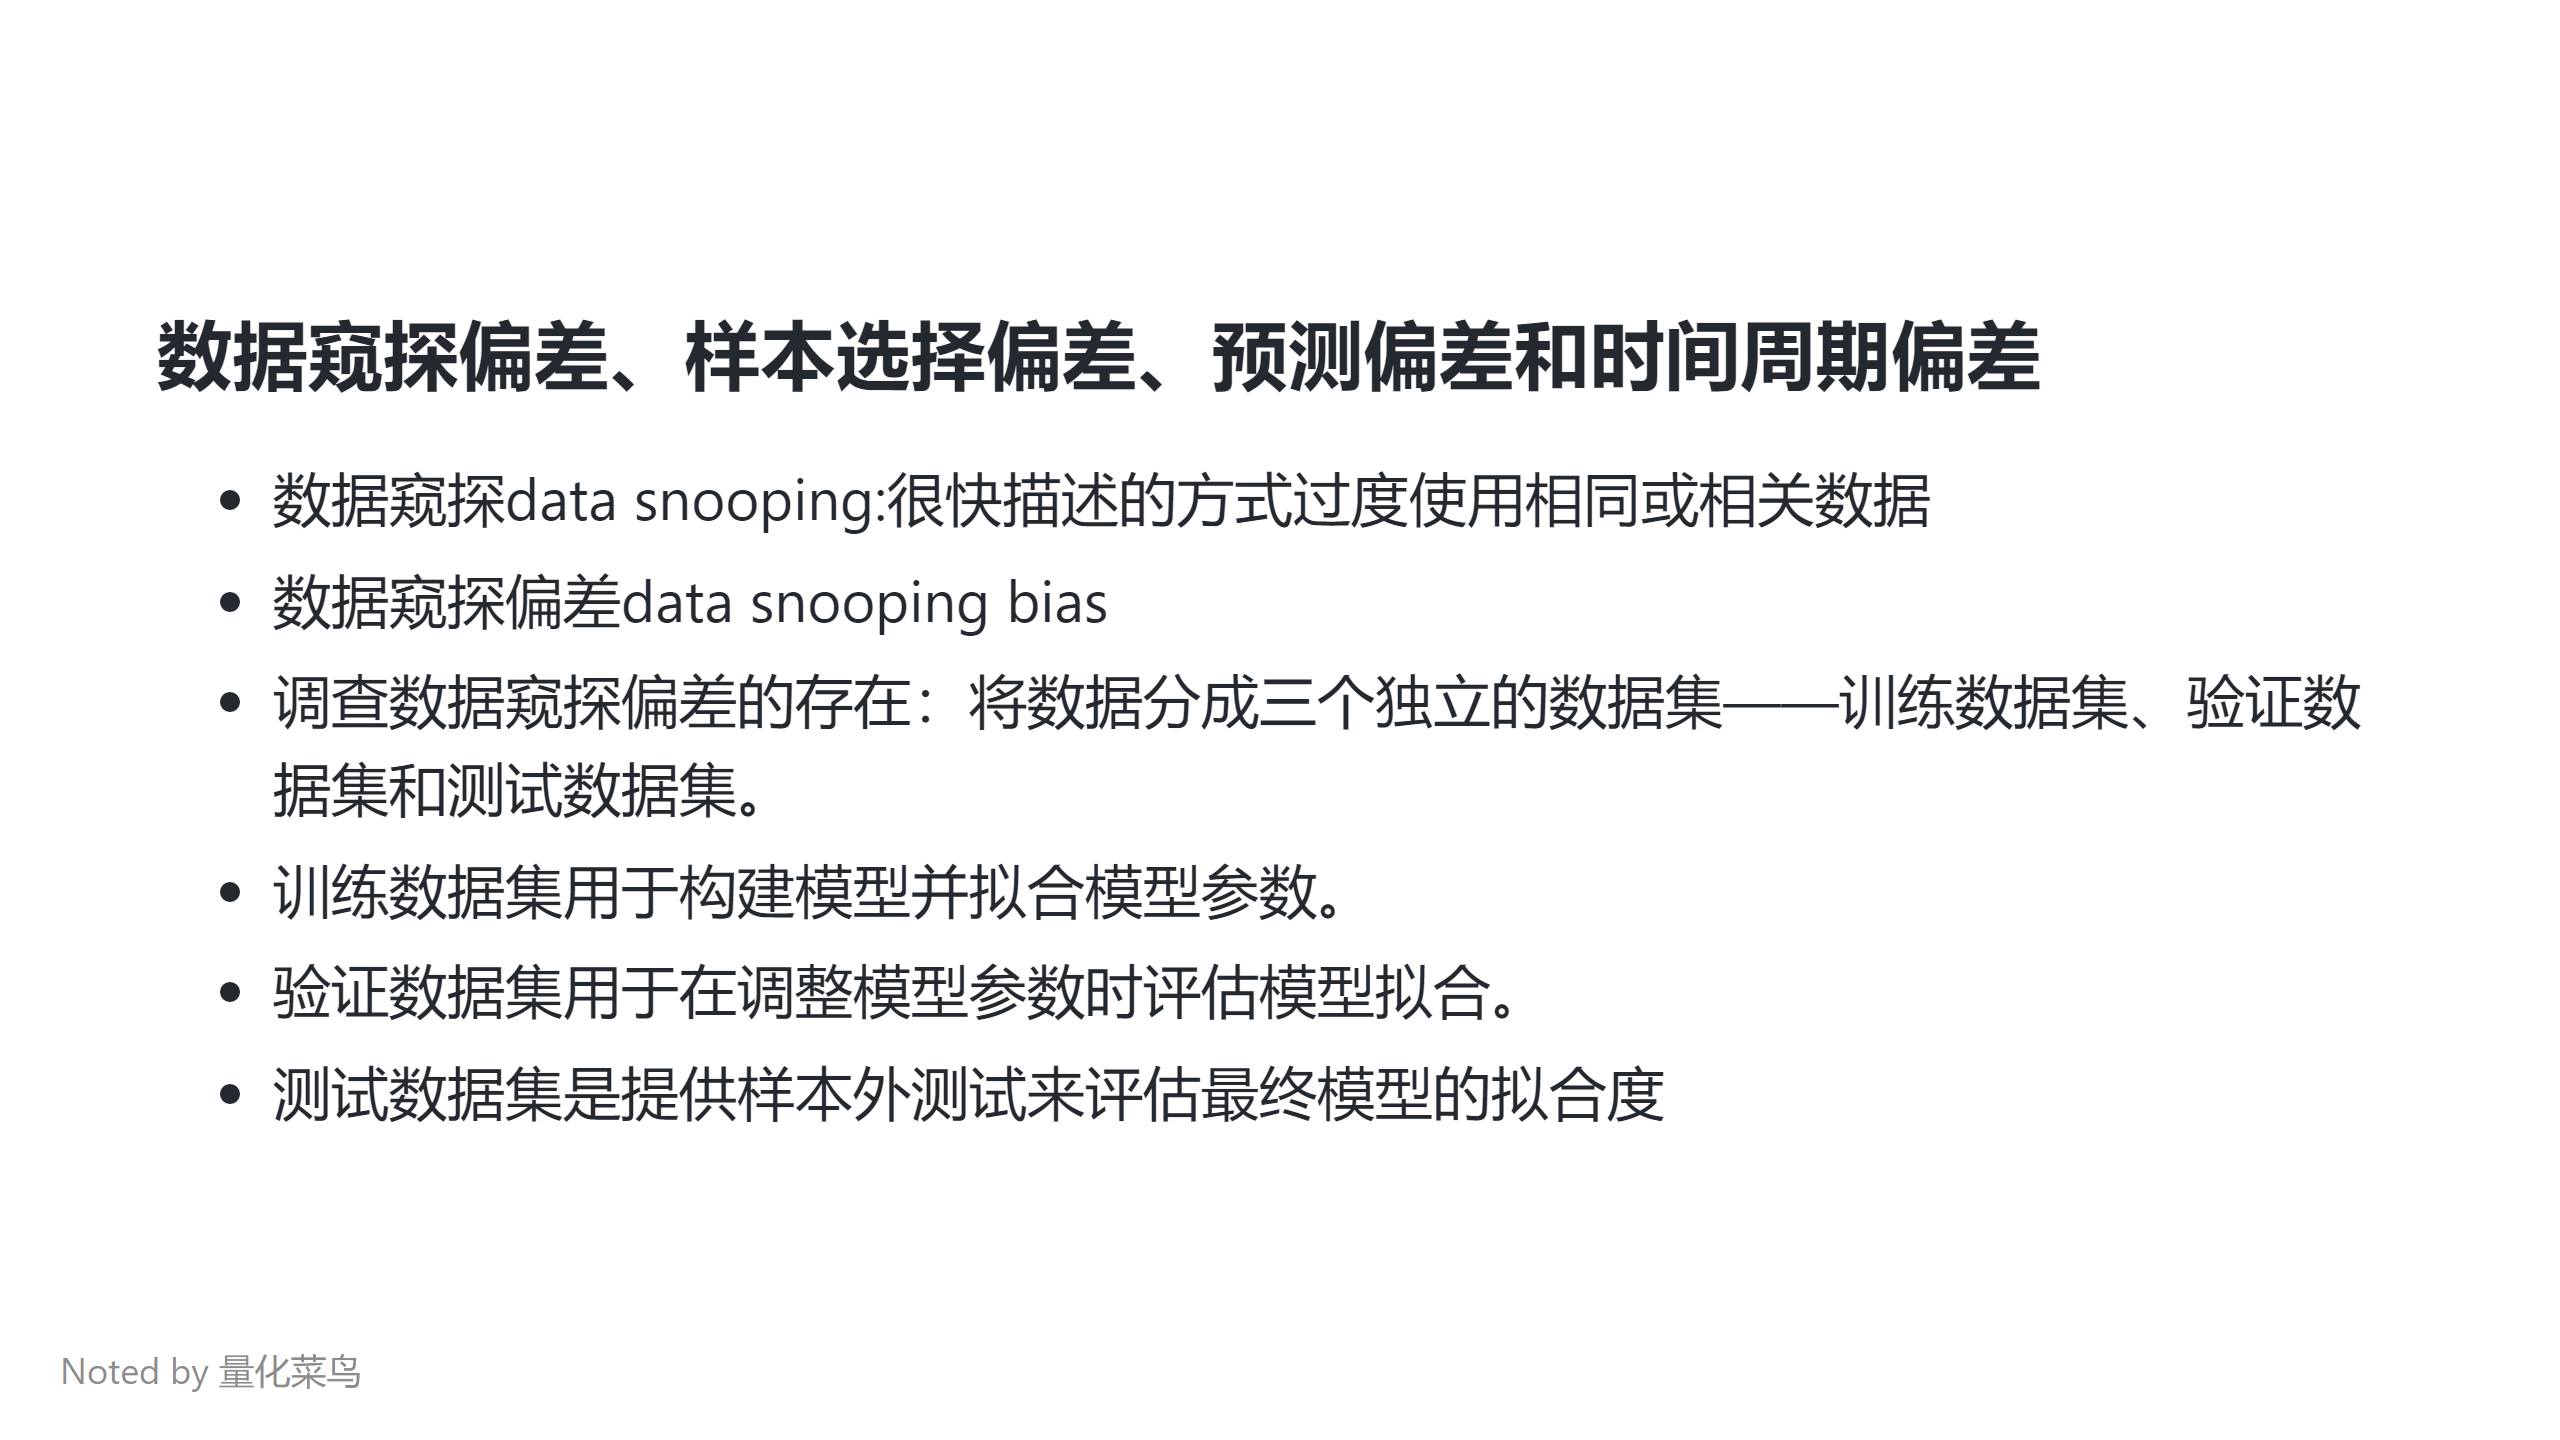 数据窥探偏差、样本选择偏差、预测偏差和时间周期偏差
• 数据窥探data snooping:很快描述的方式过度使用相同或相关数据
• 数据窥探偏差data snooping bias
• 调查数据窥探偏差的存在：将数据分成三个独立的数据集——训练数据集、验证数
据集和测试数据集。
• 训练数据集用于构建模型并拟合模型参数。
• 验证数据集用于在调整模型参数时评估模型拟合。
• 测试数据集是提供样本外测试来评估最终模型的拟合度
Noted by 量化菜鸟